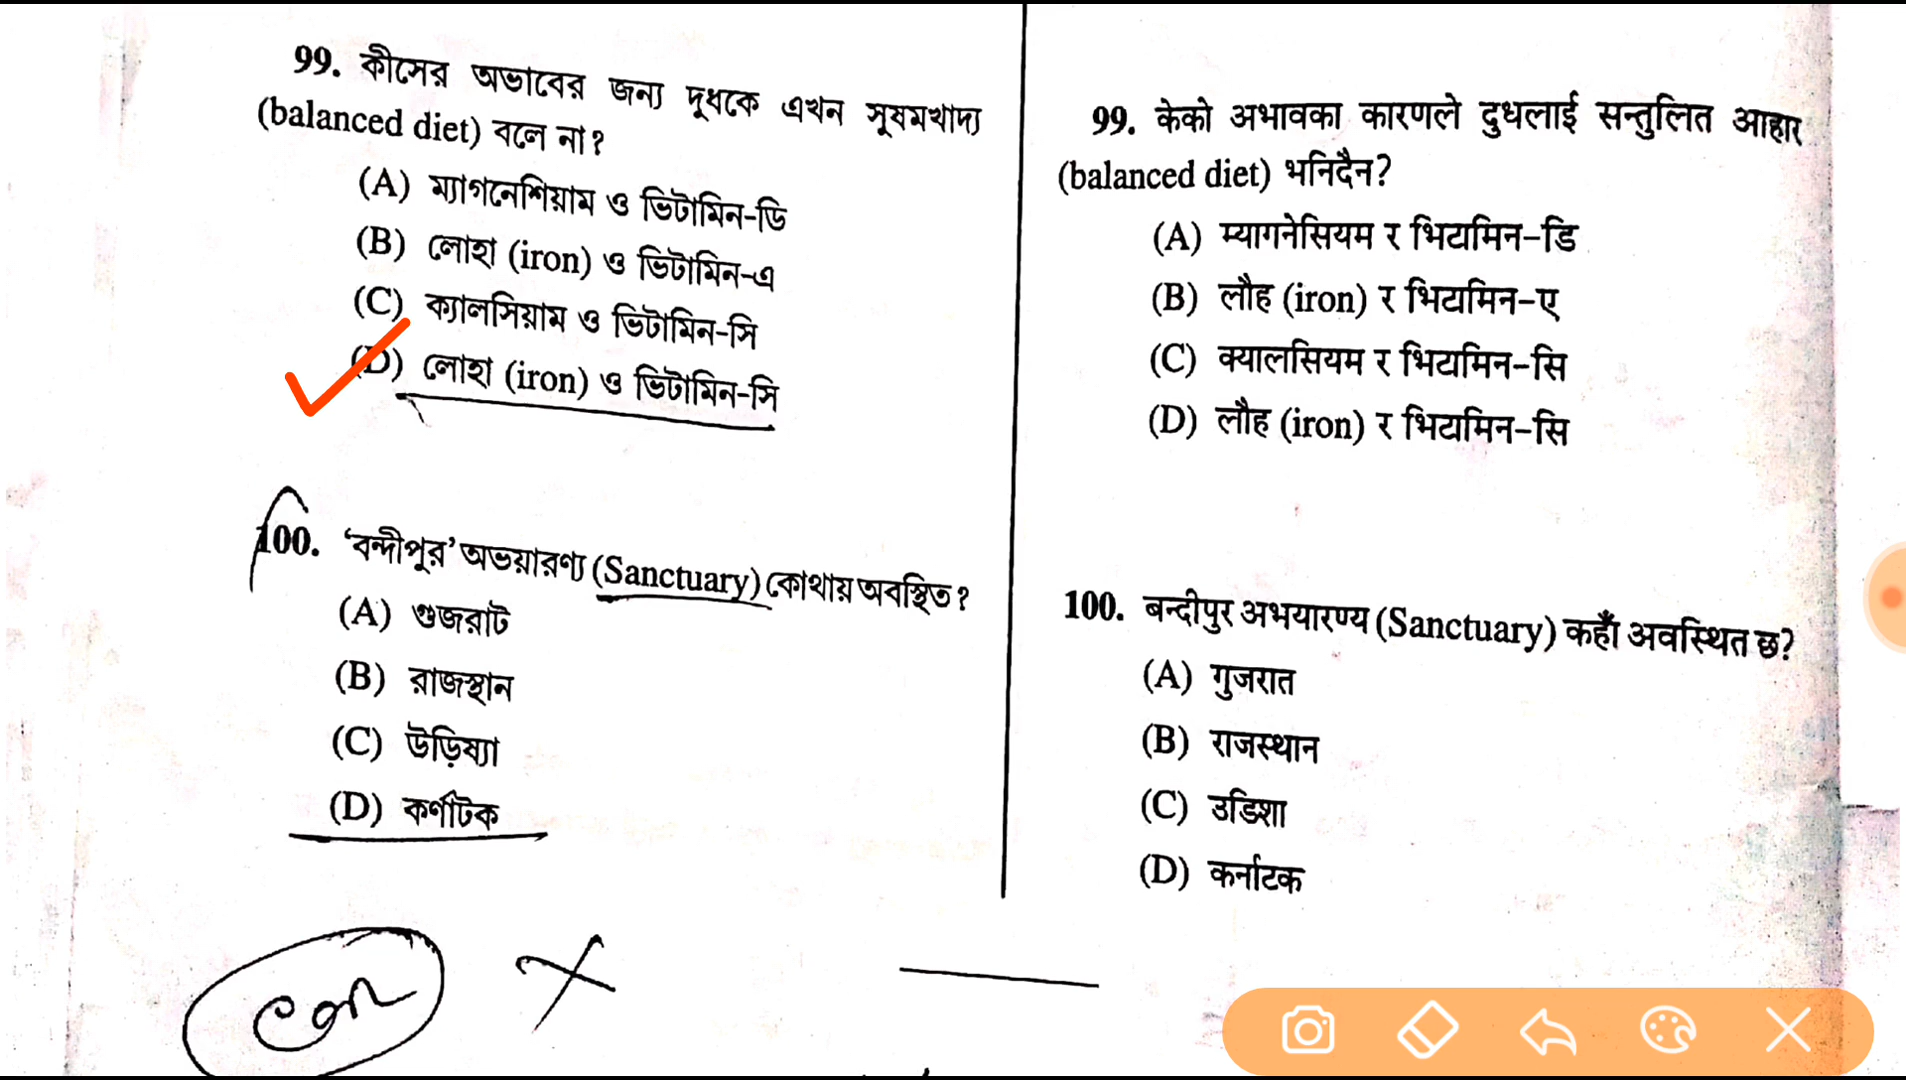 99. কীসের অভাবের জন্য দুধকে এখন সুষমখাদ্য
(balanced diet) বলে না?
(A) ম্যাগনেশিয়াম ও ভিটামিন-ডি
(B) লোহা (iron) ও ভিটামিন-এ
(C) ক্যালসিয়াম ও ভিটামিন-সি
(D) লোহা (iron) ও ভিটামিন-সি
100. ‘বন্দীপুর’ অভয়ারণ্য (Sanctuary) কোথায় অবস্থিত?
(A) গুজরাট
(B) রাজস্থান
(C) উড়িষ্যা
(D) কর্ণাটক
99. केको अभावका कारणले दुधलाई सन्तुलित आहार
(balanced diet) भनिदैन?
(A) म्यागनेसियम र भिटामिन-डि
(B) लौह (iron) र भिटामिन-ए
(C) क्यालसियम र भिटामिन-सि
(D) लौह (iron) र भिटामिन-सि
100. बन्दीपुर अभयारण्य (Sanctuary) कहाँ अवस्थित छ?
(A) गुजरात
(B) राजस्थान
(C) उडिशा
(D) कर्नाटक